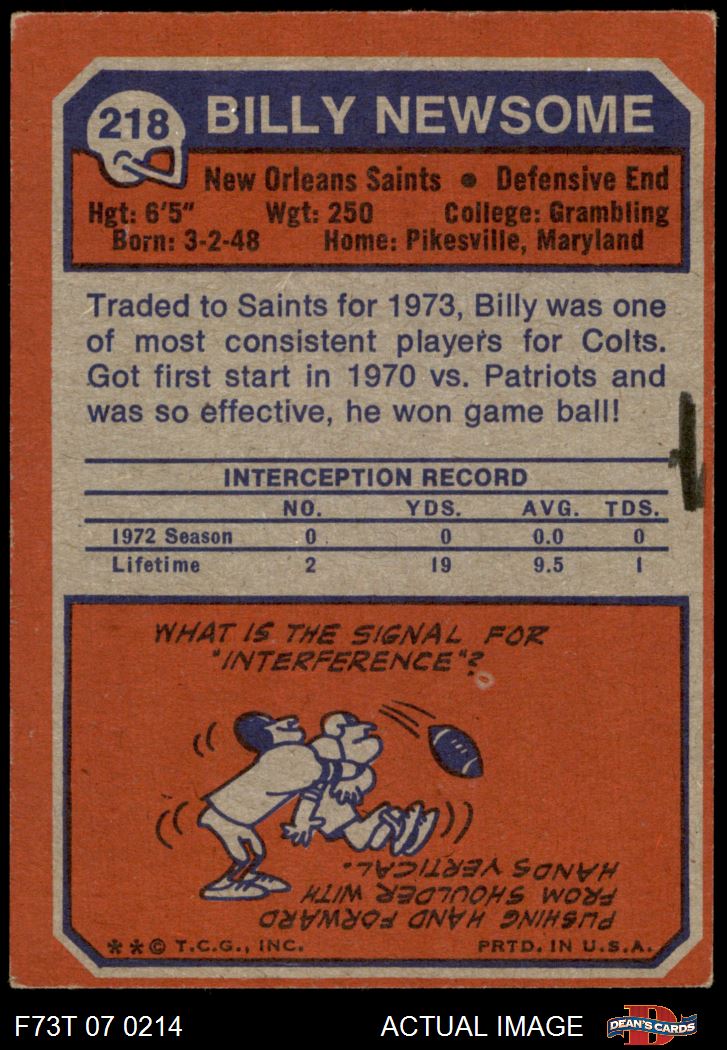 218
BILLY NEWSOME
New Orleans Saints • Defensive End
Hgt: 6'5" Wgt: 250 College: Grambling
Born: 3-2-48 Home: Pikesville, Maryland
Traded to Saints for 1973, Billy was one
of most consistent players for Colts.
Got first start in 1970 vs. Patriots and
was so effective, he won game ball!
INTERCEPTION RECORD
NO. YDS. AVG. TDS.
1972 Season 0 0 0.0 0
Lifetime 2 19 9.5 1
WHAT IS THE SIGNAL FOR
"INTERFERENCE"?
PUSHING HAND FORWARD
FROM SHOULDER WITH
HANDS VERTICAL.
**© T.C.G., INC. PRTD. IN U.S.A.
F73T 07 0214 ACTUAL IMAGE
DEAN'S CARDS